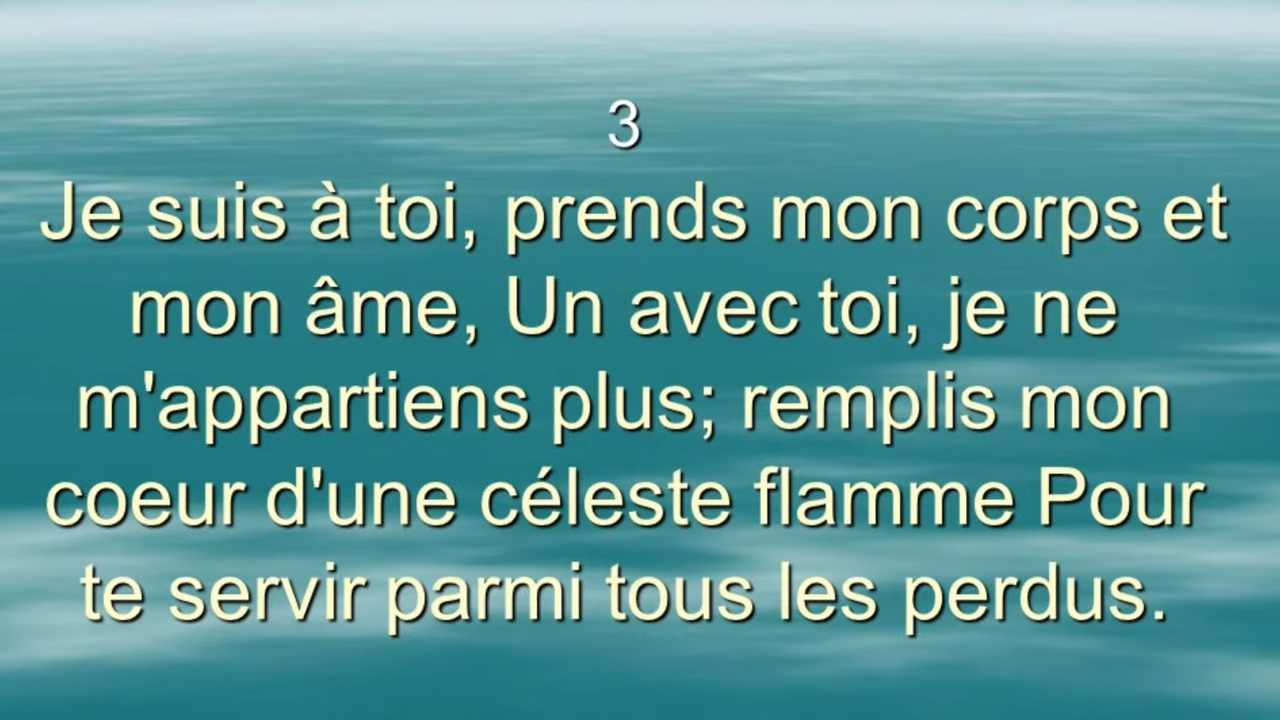 3
Je suis à toi, prends mon corps et
mon âme, Un avec toi, je ne
m'appartiens plus; remplis mon
coeur d'une céleste flamme Pour
te servir parmi tous les perdus.